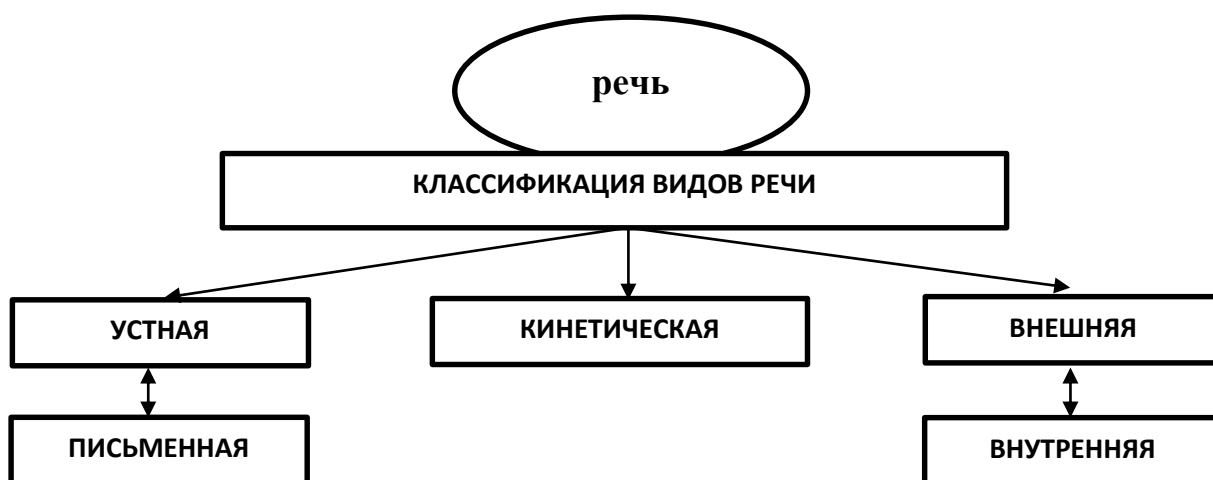 речь
КЛАССИФИКАЦИЯ ВИДОВ РЕЧИ
УСТНАЯ
КИНЕТИЧЕСКАЯ
ВНЕШНЯЯ
ПИСЬМЕННАЯ
ВНУТРЕННЯЯ